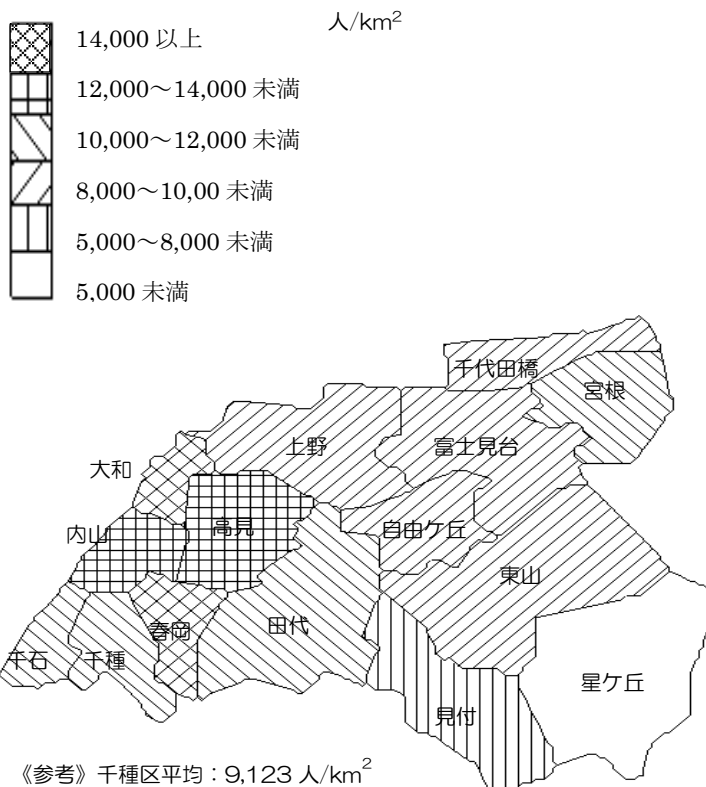 人/km²
14,000 以上
12,000～14,000 未満
10,000～12,000 未満
8,000～10,00 未満
5,000～8,000 未満
5,000 未満
千代田橋
宮根
上野
富士見台
大和
内山
高見
自由ケ丘
東山
春岡
田代
千石
千種
星ケ丘
見付
《参考》千種区平均：9,123 人/km²